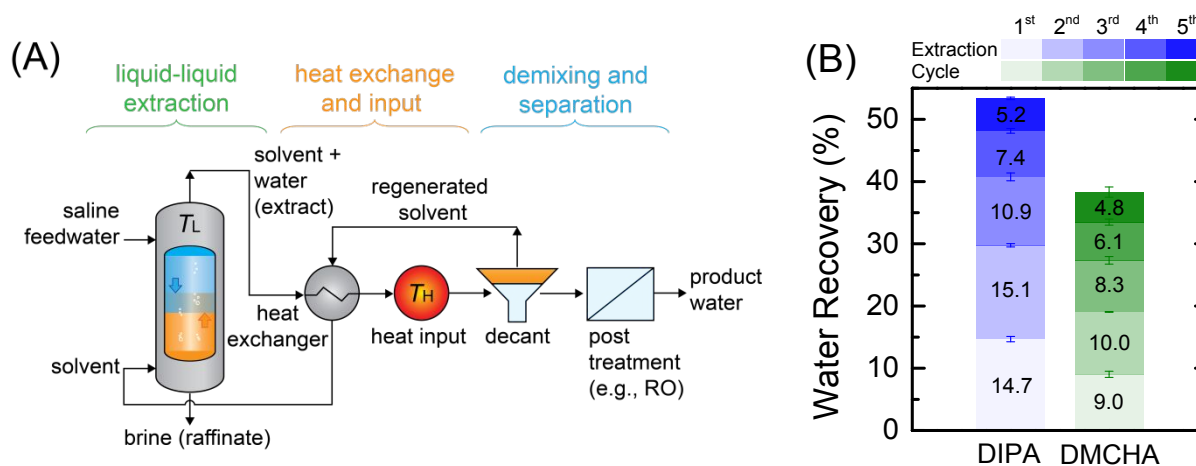 (A)
liquid-liquid
extraction
heat exchange
and input
demixing and
separation
solvent +
water
(extract)
regenerated
solvent
saline
feedwater
TL
TH
product
water
heat
exchanger
heat input
decant
post
treatment
(e.g., RO)
solvent
brine (raffinate)
(B)
1st 2nd 3rd 4th 5th
Extraction
Cycle
Water Recovery (%)
50
40
30
20
10
0
5.2
7.4
10.9
15.1
14.7
4.8
6.1
8.3
10.0
9.0
DIPA DMCHA